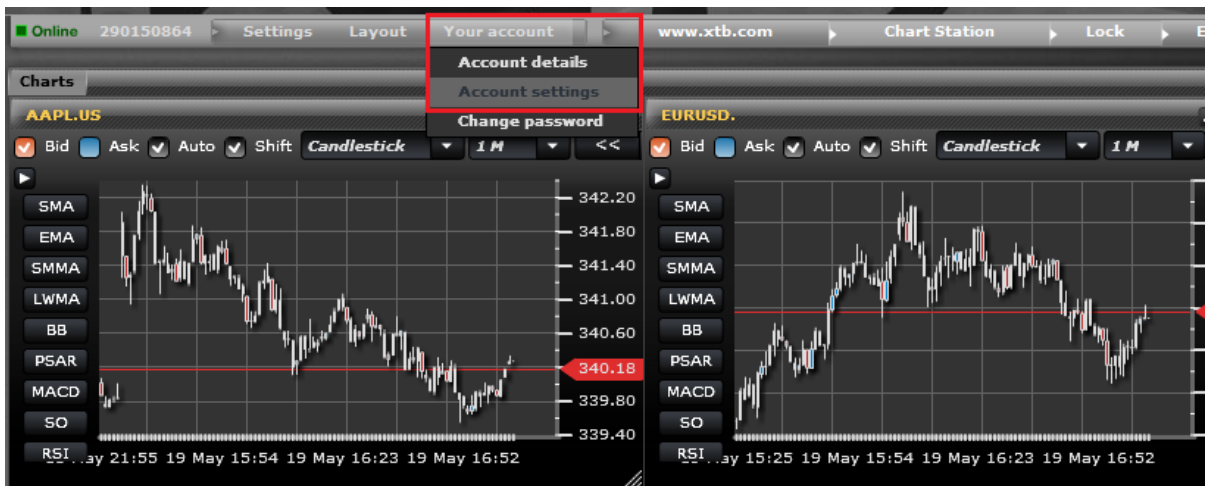 Online 290150864 Settings Layout Your account www.xtb.com Chart Station Lock
Account details
Charts
Account settings
AAPL.US EURUSD.
Change password
Bid Ask Auto Shift Candlestick 1 M << Bid Ask Auto Shift Candlestick 1 M
SMA 342.20 SMA
EMA 341.80 EMA
SMMA 341.40 SMMA
LWMA 341.00 LWMA
BB 340.60 BB
PSAR 340.18 PSAR
MACD 339.80 MACD
SO 339.40 SO
RSI RSI
21:55 19 May 15:54 19 May 16:23 19 May 16:52 15:25 19 May 15:54 19 May 16:23 19 May 16:52